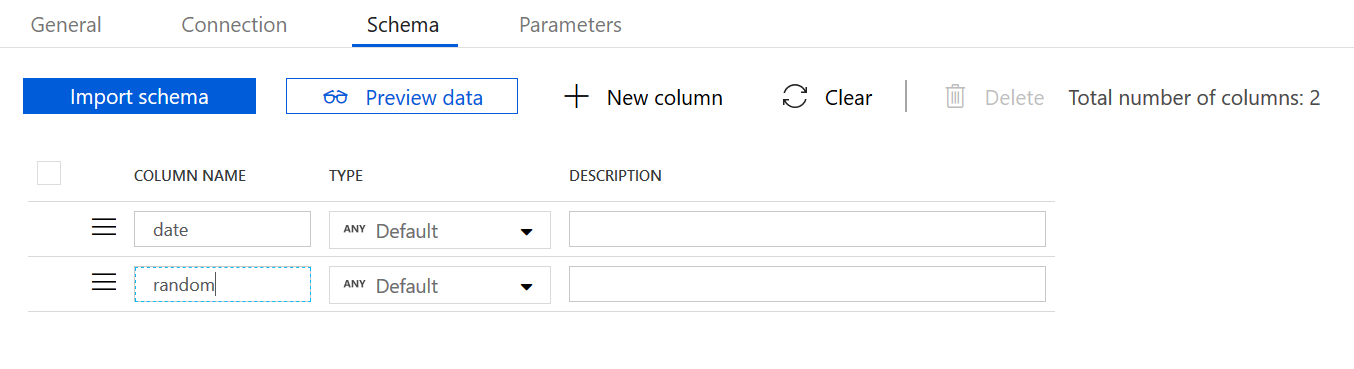 General Connection Schema Parameters
Import schema Preview data New column Clear Delete Total number of columns: 2
COLUMN NAME TYPE DESCRIPTION
date ANY Default
random ANY Default